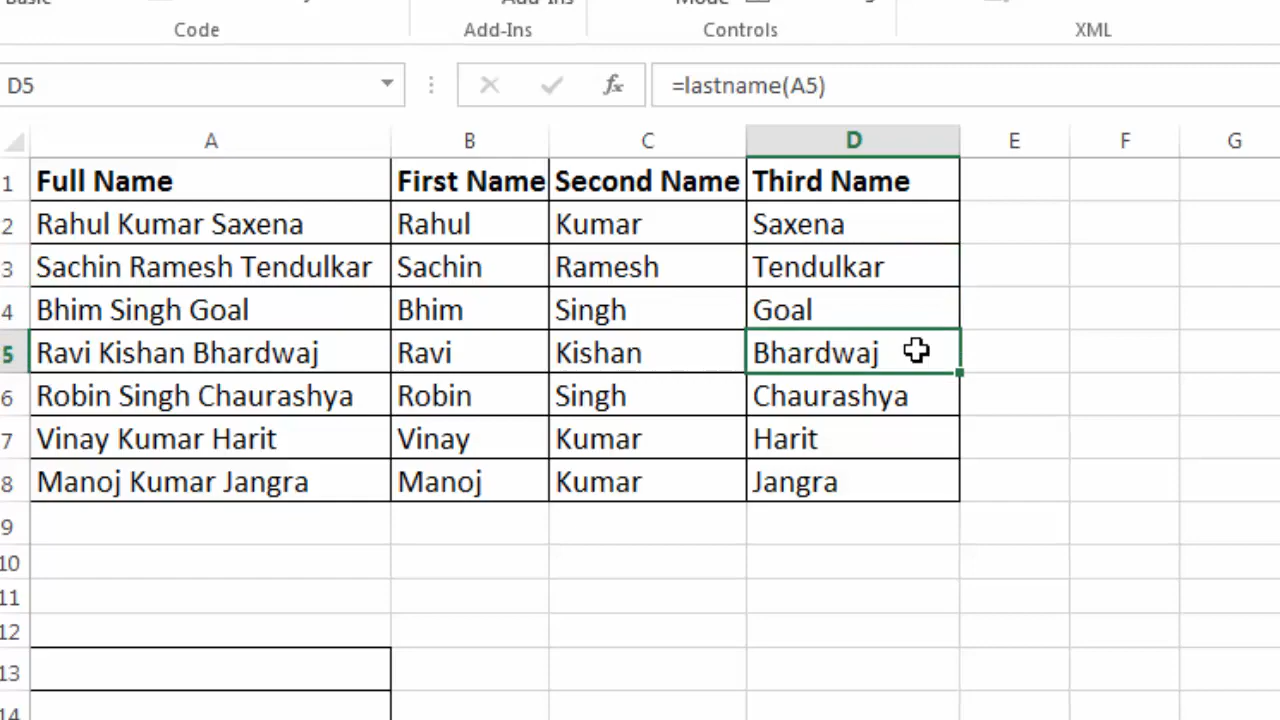 Code Add-Ins Controls XML
D5 fx =lastname(A5)
A B C D E F G
1 Full Name First Name Second Name Third Name
2 Rahul Kumar Saxena Rahul Kumar Saxena
3 Sachin Ramesh Tendulkar Sachin Ramesh Tendulkar
4 Bhim Singh Goal Bhim Singh Goal
5 Ravi Kishan Bhardwaj Ravi Kishan Bhardwaj
6 Robin Singh Chaurashya Robin Singh Chaurashya
7 Vinay Kumar Harit Vinay Kumar Harit
8 Manoj Kumar Jangra Manoj Kumar Jangra
9
10
11
12
13
14